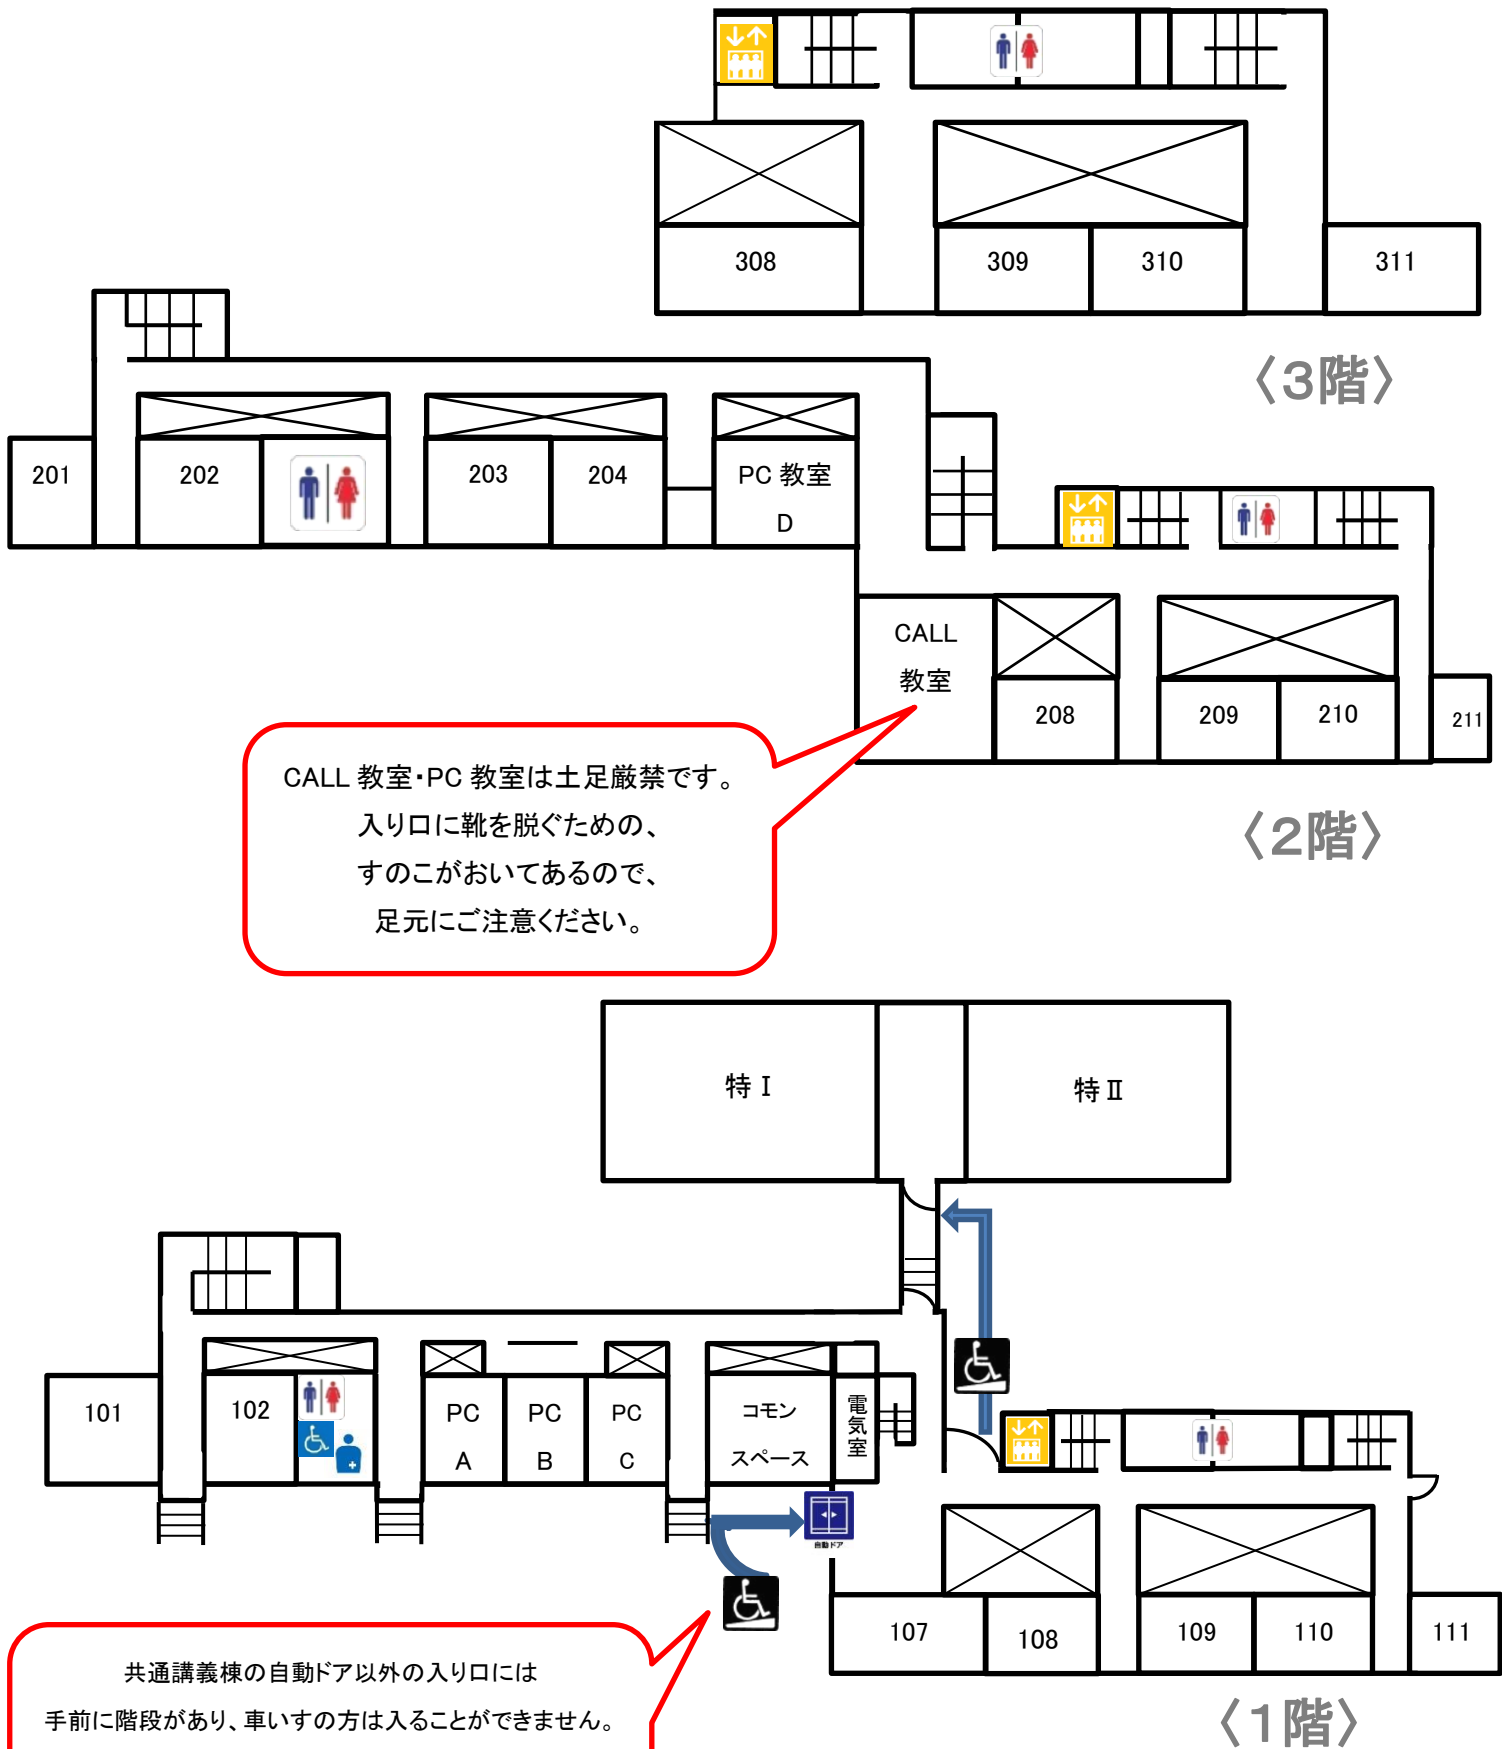 308
309
310
311
〈3階〉
201
202
203
204
PC 教室
D
CALL
教室
208
209
210
211
CALL 教室・PC 教室は土足厳禁です。
入り口に靴を脱ぐための、
すのこがおいてあるので、
足元にご注意ください。
〈2階〉
特Ⅰ
特Ⅱ
101
102
PC
A
PC
B
PC
C
コモン
スペース
電気室
自動ドア
107
108
109
110
111
共通講義棟の自動ドア以外の入り口には
手前に階段があり、車いすの方は入ることができません。
〈1階〉